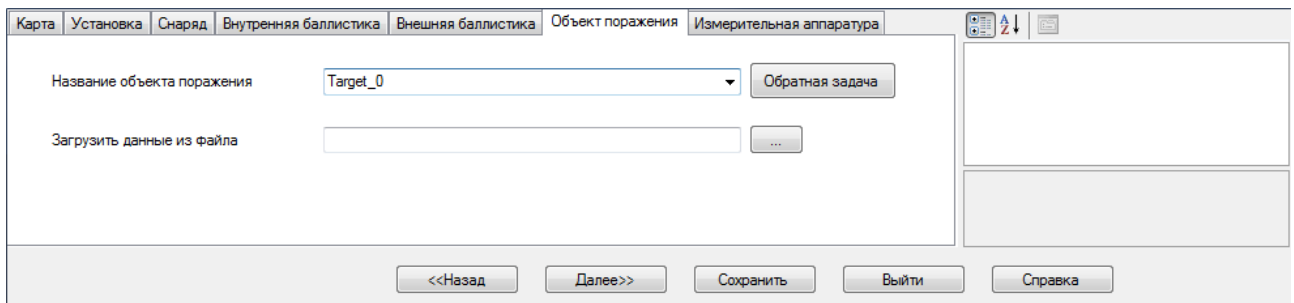 Карта Установка Снаряд Внутренняя баллистика Внешняя баллистика Объект поражения Измерительная аппаратура
Название объекта поражения Target_0 Обратная задача
Загрузить данные из файла ...
<<Назад Далее>> Сохранить Выйти Справка